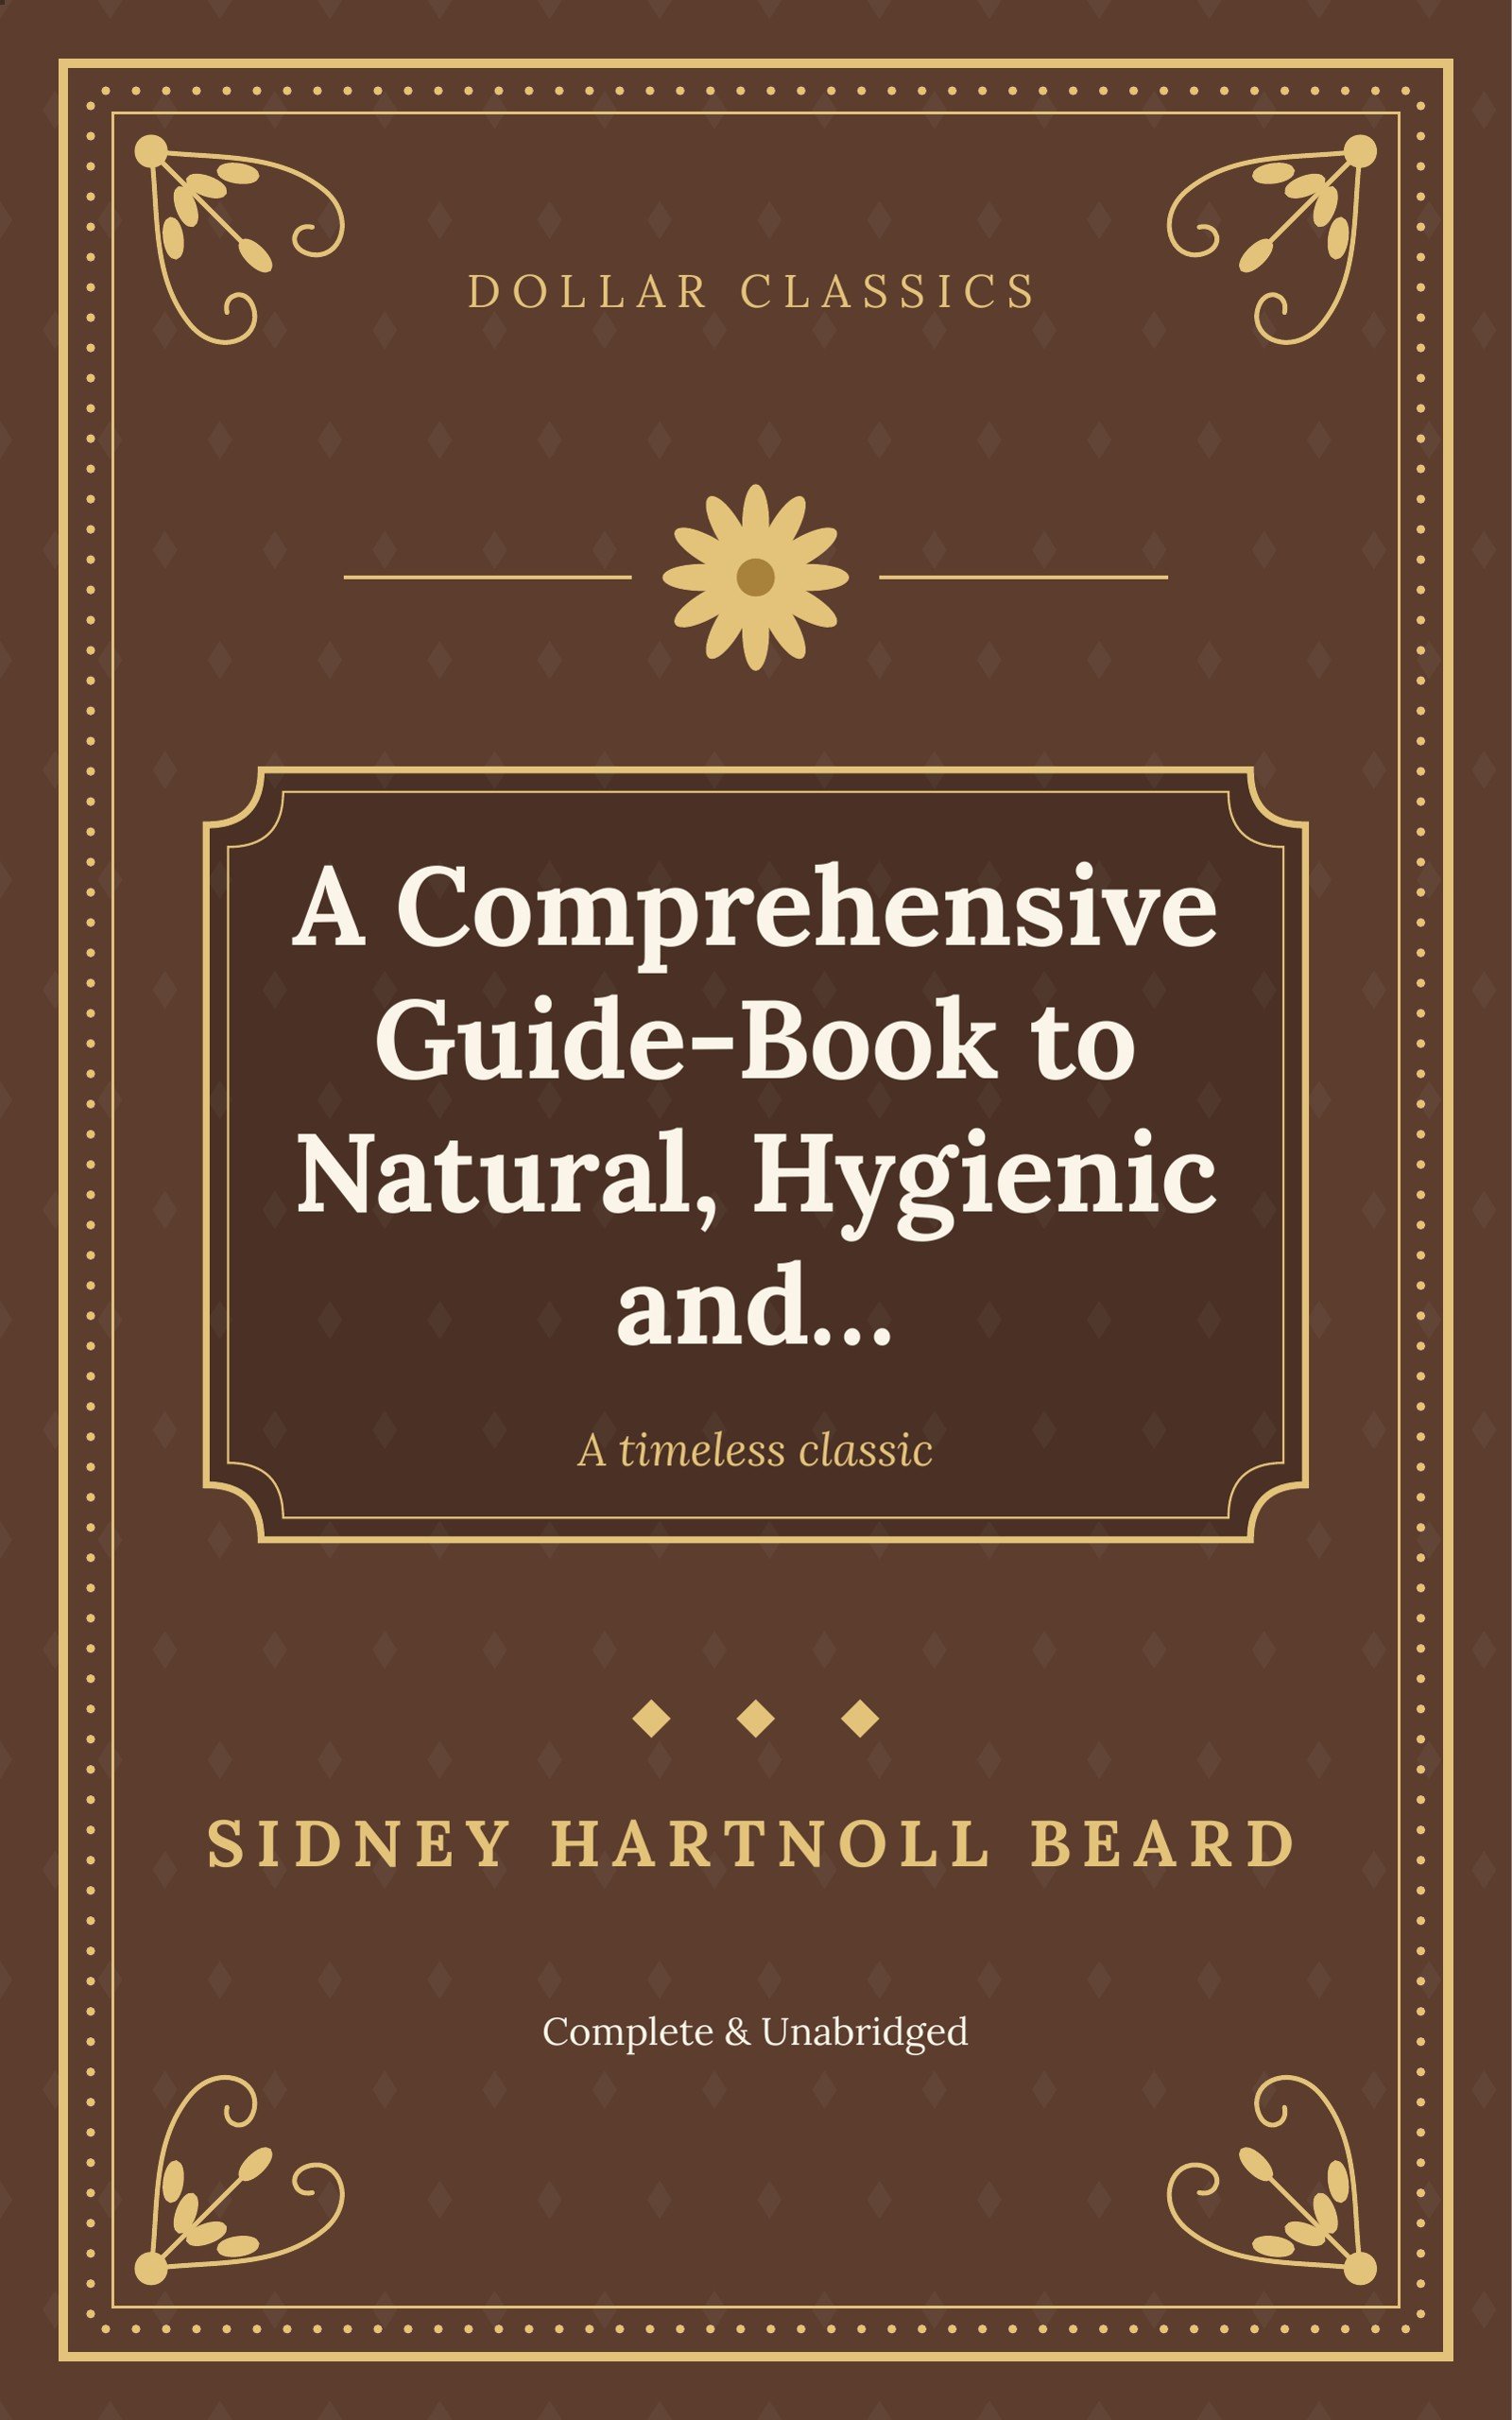 DOLLAR CLASSICS
A Comprehensive
Guide-Book to
Natural, Hygienic
and...
A timeless classic
SIDNEY HARTNOLL BEARD
Complete & Unabridged